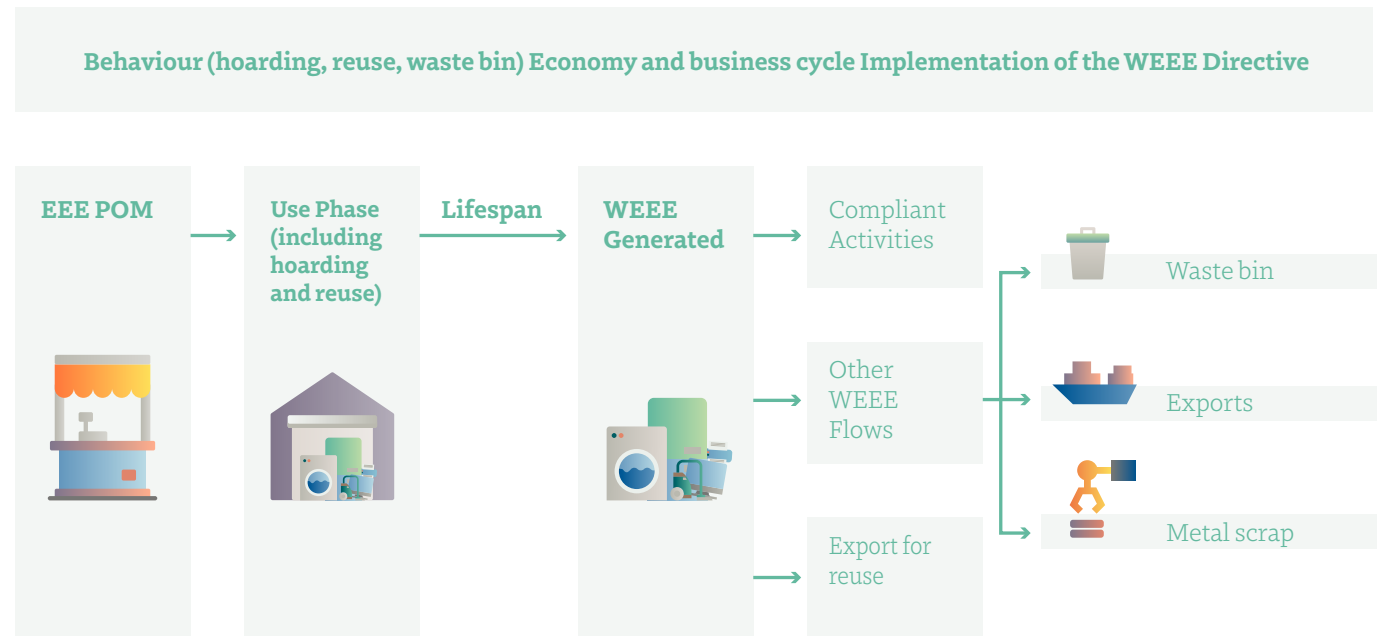 Behaviour (hoarding, reuse, waste bin) Economy and business cycle Implementation of the WEEE Directive
EEE POM
Use Phase
(including
hoarding
and reuse)
Lifespan
WEEE
Generated
Compliant
Activities
Other
WEEE
Flows
Export for
reuse
Waste bin
Exports
Metal scrap